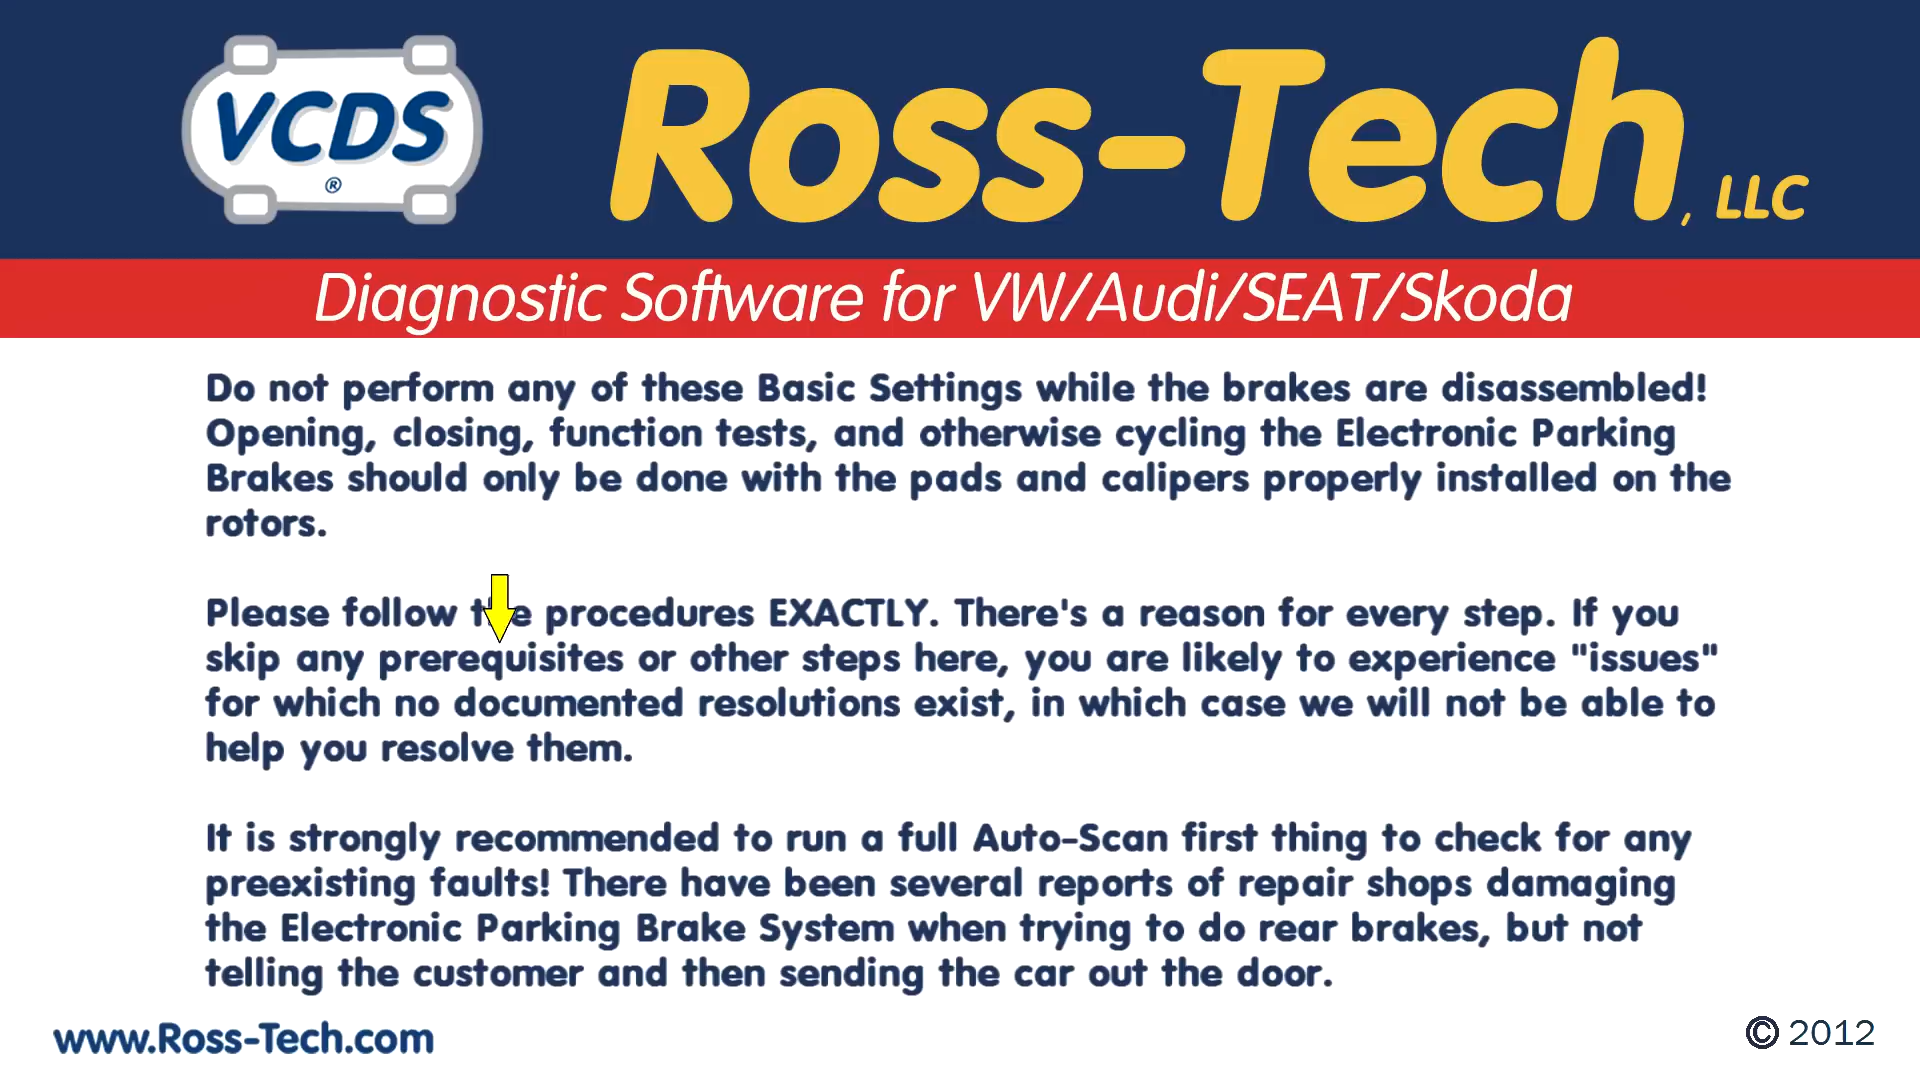 VCDS
®
Ross-Tech, LLC
Diagnostic Software for VW/Audi/SEAT/Skoda
Do not perform any of these Basic Settings while the brakes are disassembled!
Opening, closing, function tests, and otherwise cycling the Electronic Parking
Brakes should only be done with the pads and calipers properly installed on the
rotors.
Please follow the procedures EXACTLY. There's a reason for every step. If you
skip any prerequisites or other steps here, you are likely to experience "issues"
for which no documented resolutions exist, in which case we will not be able to
help you resolve them.
It is strongly recommended to run a full Auto-Scan first thing to check for any
preexisting faults! There have been several reports of repair shops damaging
the Electronic Parking Brake System when trying to do rear brakes, but not
telling the customer and then sending the car out the door.
www.Ross-Tech.com
© 2012